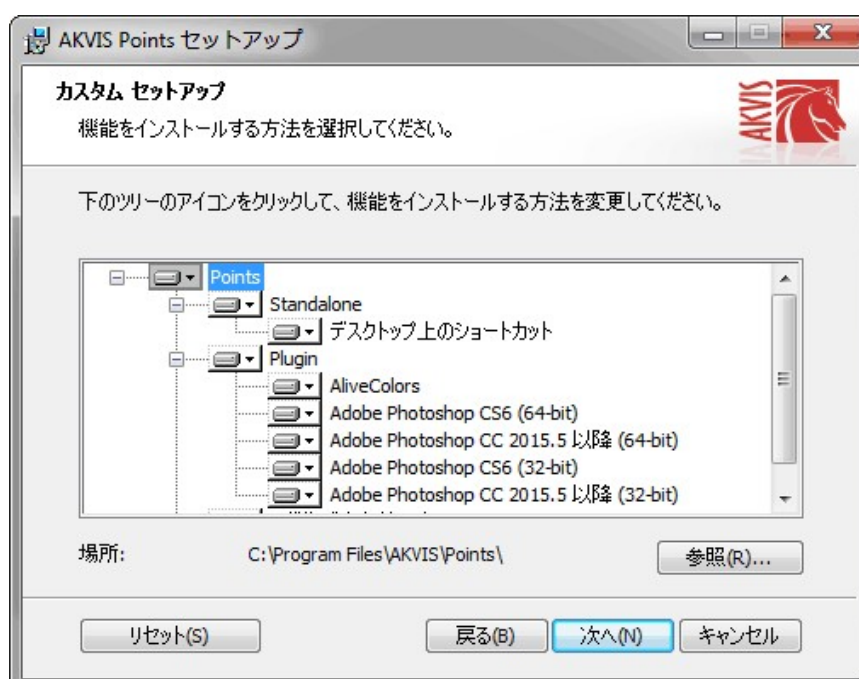 AKVIS Points セットアップ
カスタム セットアップ
機能をインストールする方法を選択してください。
AKVIS
下のツリーのアイコンをクリックして、機能をインストールする方法を変更してください。
Points
Standalone
デスクトップ上のショートカット
Plugin
AliveColors
Adobe Photoshop CS6 (64-bit)
Adobe Photoshop CC 2015.5 以降 (64-bit)
Adobe Photoshop CS6 (32-bit)
Adobe Photoshop CC 2015.5 以降 (32-bit)
場所: C:\Program Files\AKVIS\Points\ 参照(R)...
リセット(S) 戻る(B) 次へ(N) キャンセル